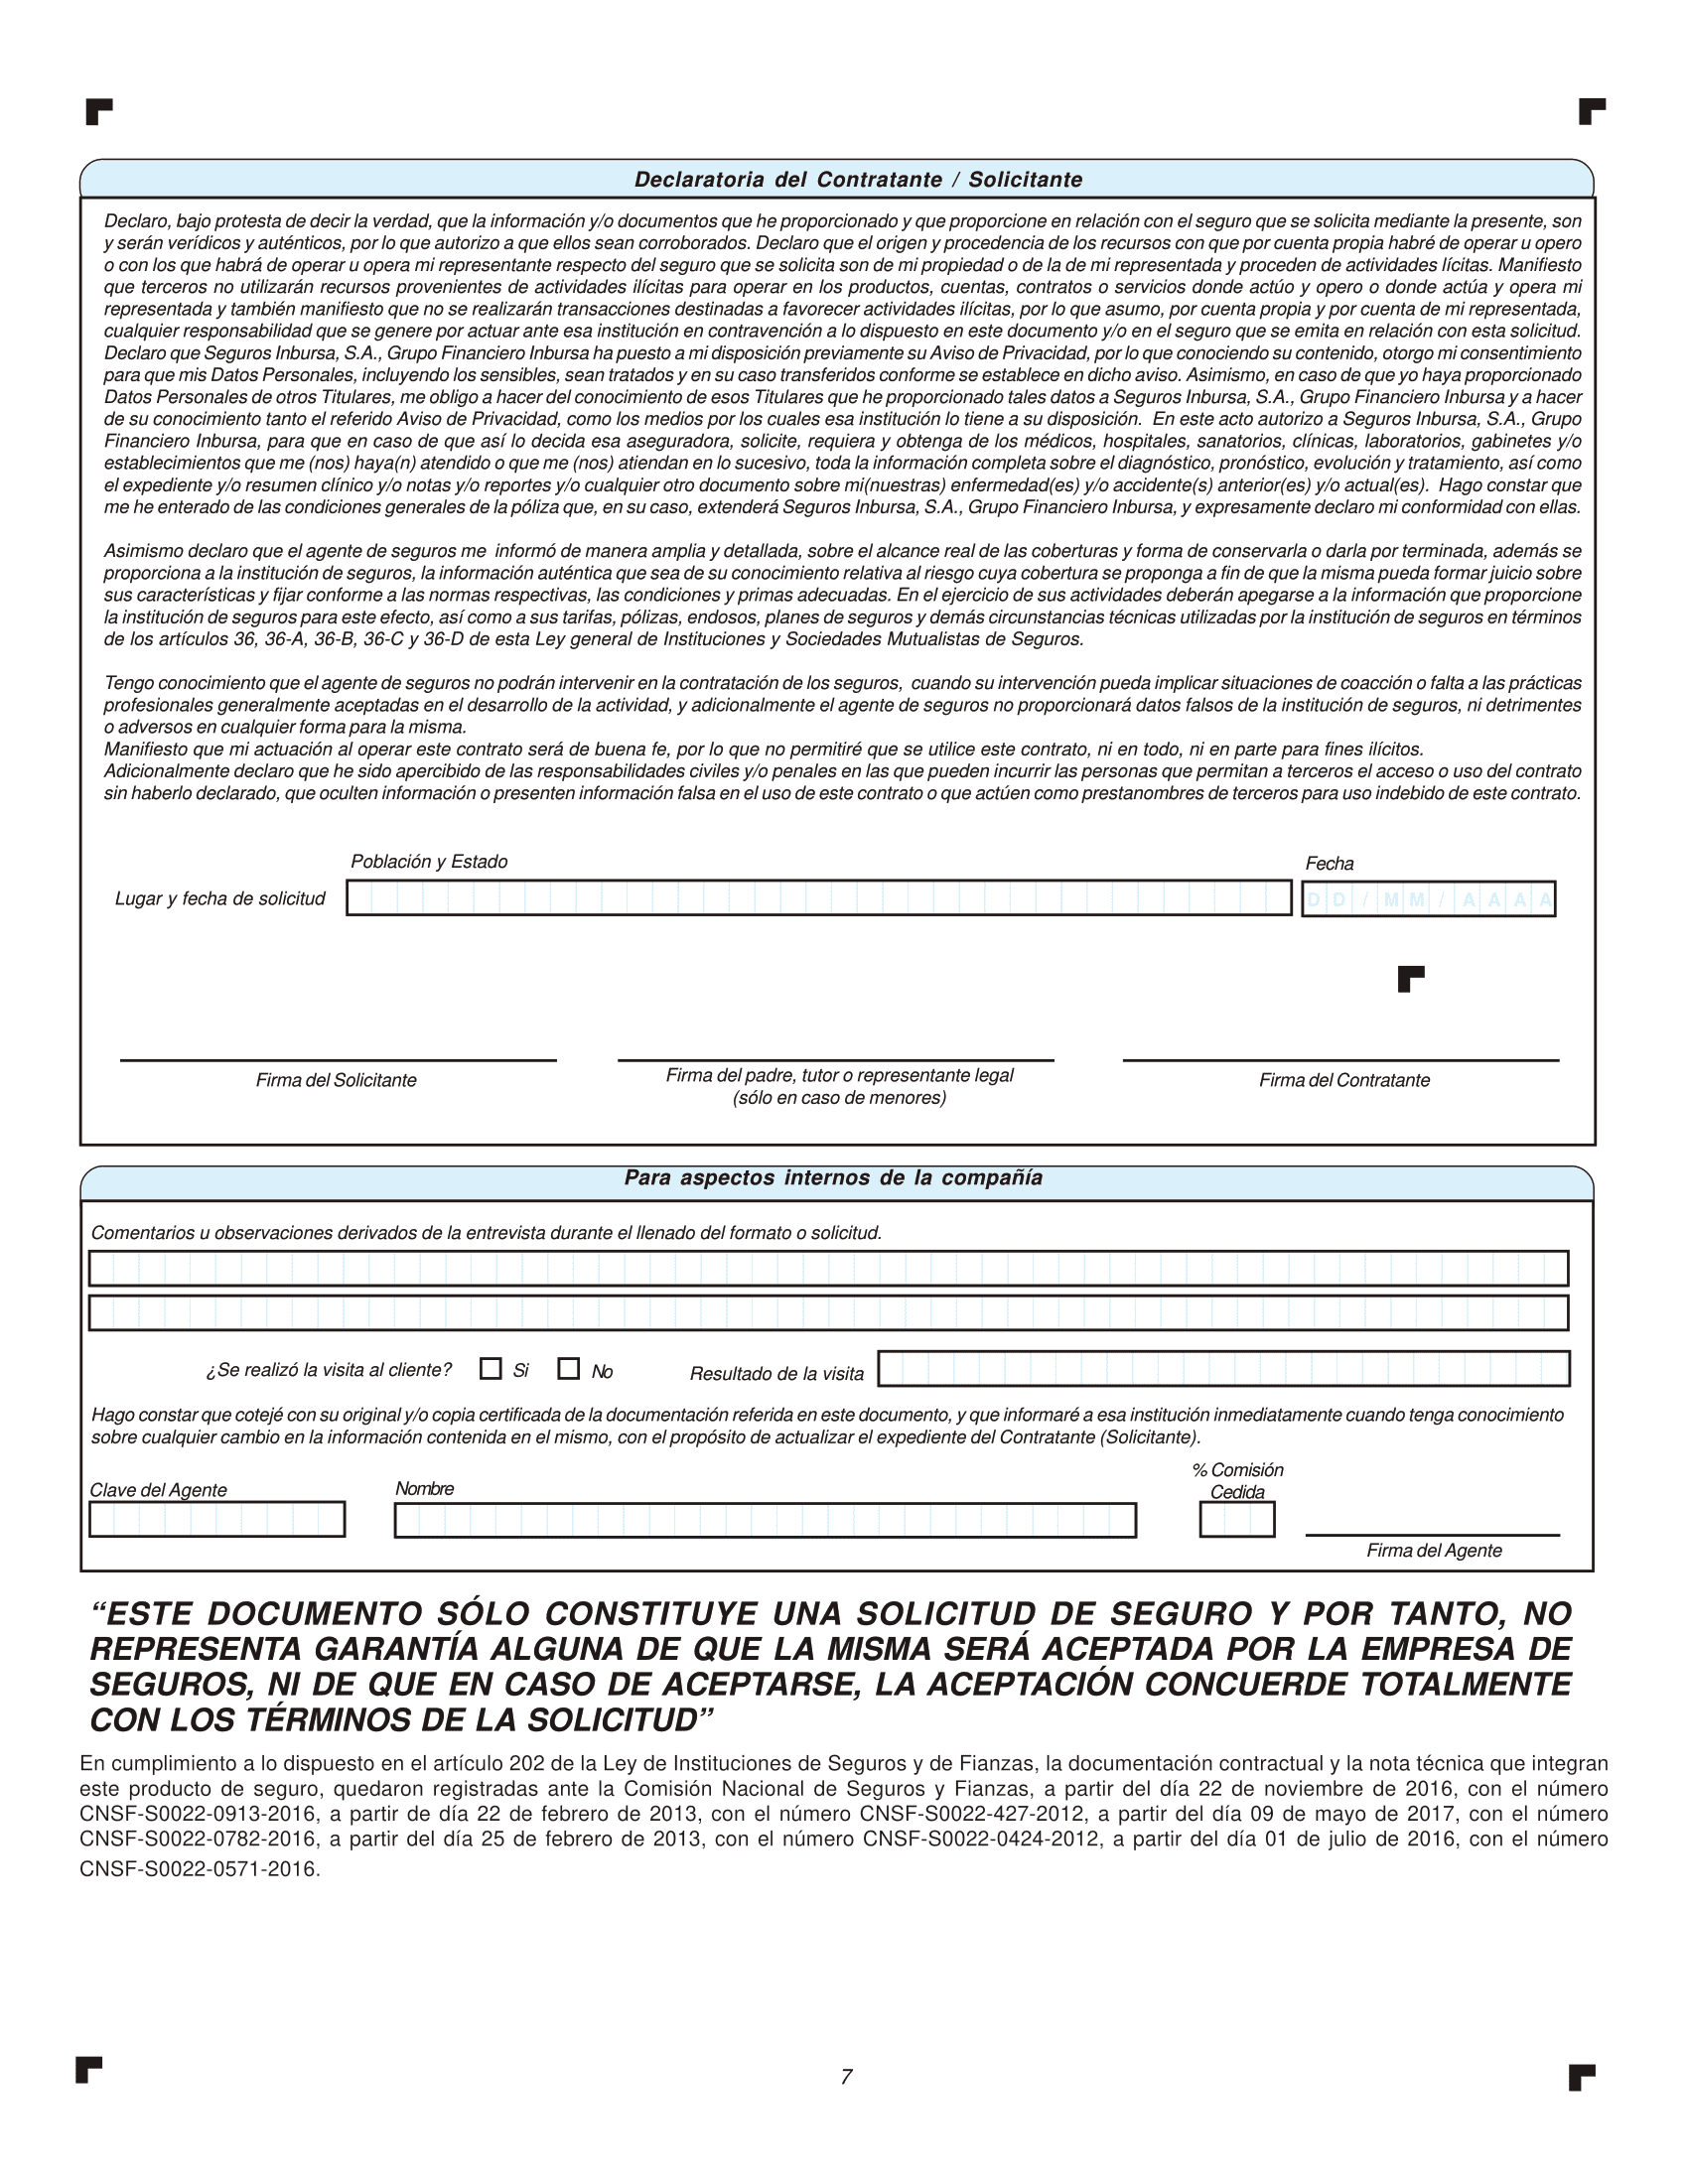 Declaratoria del Contratante / Solicitante
Declaro, bajo protesta de decir la verdad, que la información y/o documentos que he proporcionado y que proporcione en relación con el seguro que se solicita mediante la presente, son
y serán verídicos y auténticos, por lo que autorizo a que ellos sean corroborados. Declaro que el origen y procedencia de los recursos con que por cuenta propia habré de operar u opero
o con los que habrá de operar u opera mi representante respecto del seguro que se solicita son de mi propiedad o de la de mi representada y proceden de actividades lícitas. Manifiesto
que terceros no utilizarán recursos provenientes de actividades ilícitas para operar en los productos, cuentas, contratos o servicios donde actúo y opero o donde actúa y opera mi
representada y también manifiesto que no se realizarán transacciones destinadas a favorecer actividades ilícitas, por lo que asumo, por cuenta propia y por cuenta de mi representada,
cualquier responsabilidad que se genere por actuar ante esa institución en contravención a lo dispuesto en este documento y/o en el seguro que se emita en relación con esta solicitud.
Declaro que Seguros Inbursa, S.A., Grupo Financiero Inbursa ha puesto a mi disposición previamente su Aviso de Privacidad, por lo que conociendo su contenido, otorgo mi consentimiento
para que mis Datos Personales, incluyendo los sensibles, sean tratados y en su caso transferidos conforme se establece en dicho aviso. Asimismo, en caso de que yo haya proporcionado
Datos Personales de otros Titulares, me obligo a hacer del conocimiento de esos Titulares que he proporcionado tales datos a Seguros Inbursa, S.A., Grupo Financiero Inbursa y a hacer
de su conocimiento tanto el referido Aviso de Privacidad, como los medios por los cuales esa institución lo tiene a su disposición. En este acto autorizo a Seguros Inbursa, S.A., Grupo
Financiero Inbursa, para que en caso de que así lo decida esa aseguradora, solicite, requiera y obtenga de los médicos, hospitales, sanatorios, clínicas, laboratorios, gabinetes y/o
establecimientos que me (nos) haya(n) atendido o que me (nos) atiendan en lo sucesivo, toda la información completa sobre el diagnóstico, pronóstico, evolución y tratamiento, así como
el expediente y/o resumen clínico y/o notas y/o reportes y/o cualquier otro documento sobre mi(nuestras) enfermedad(es) y/o accidente(s) anterior(es) y/o actual(es). Hago constar que
me he enterado de las condiciones generales de la póliza que, en su caso, extenderá Seguros Inbursa, S.A., Grupo Financiero Inbursa, y expresamente declaro mi conformidad con ellas.
Asimismo declaro que el agente de seguros me informó de manera amplia y detallada, sobre el alcance real de las coberturas y forma de conservarla o darla por terminada, además se
proporciona a la institución de seguros, la información auténtica que sea de su conocimiento relativa al riesgo cuya cobertura se proponga a fin de que la misma pueda formar juicio sobre
sus características y fijar conforme a las normas respectivas, las condiciones y primas adecuadas. En el ejercicio de sus actividades deberán apegarse a la información que proporcione
la institución de seguros para este efecto, así como a sus tarifas, pólizas, endosos, planes de seguros y demás circunstancias técnicas utilizadas por la institución de seguros en términos
de los artículos 36, 36-A, 36-B, 36-C y 36-D de esta Ley general de Instituciones y Sociedades Mutualistas de Seguros.
Tengo conocimiento que el agente de seguros no podrán intervenir en la contratación de los seguros, cuando su intervención pueda implicar situaciones de coacción o falta a las prácticas
profesionales generalmente aceptadas en el desarrollo de la actividad, y adicionalmente el agente de seguros no proporcionará datos falsos de la institución de seguros, ni detrimentes
o adversos en cualquier forma para la misma.
Manifiesto que mi actuación al operar este contrato será de buena fe, por lo que no permitiré que se utilice este contrato, ni en todo, ni en parte para fines ilícitos.
Adicionalmente declaro que he sido apercibido de las responsabilidades civiles y/o penales en las que pueden incurrir las personas que permitan a terceros el acceso o uso del contrato
sin haberlo declarado, que oculten información o presenten información falsa en el uso de este contrato o que actúen como prestanombres de terceros para uso indebido de este contrato.
Población y Estado Fecha
Lugar y fecha de solicitud DD/MM/AAAA
Firma del Solicitante Firma del padre, tutor o representante legal Firma del Contratante
(sólo en caso de menores)
Para aspectos internos de la compañía
Comentarios u observaciones derivados de la entrevista durante el llenado del formato o solicitud.
¿Se realizó la visita al cliente? Si No Resultado de la visita
Hago constar que cotejé con su original y/o copia certificada de la documentación referida en este documento, y que informaré a esa institución inmediatamente cuando tenga conocimiento
sobre cualquier cambio en la información contenida en el mismo, con el propósito de actualizar el expediente del Contratante (Solicitante).
Clave del Agente Nombre % Comisión
Cedida
Firma del Agente
“ESTE DOCUMENTO SÓLO CONSTITUYE UNA SOLICITUD DE SEGURO Y POR TANTO, NO
REPRESENTA GARANTÍA ALGUNA DE QUE LA MISMA SERÁ ACEPTADA POR LA EMPRESA DE
SEGUROS, NI DE QUE EN CASO DE ACEPTARSE, LA ACEPTACIÓN CONCUERDE TOTALMENTE
CON LOS TÉRMINOS DE LA SOLICITUD”
En cumplimiento a lo dispuesto en el artículo 202 de la Ley de Instituciones de Seguros y de Fianzas, la documentación contractual y la nota técnica que integran
este producto de seguro, quedaron registradas ante la Comisión Nacional de Seguros y Fianzas, a partir del día 22 de noviembre de 2016, con el número
CNSF-S0022-0913-2016, a partir de día 22 de febrero de 2013, con el número CNSF-S0022-427-2012, a partir del día 09 de mayo de 2017, con el número
CNSF-S0022-0782-2016, a partir del día 25 de febrero de 2013, con el número CNSF-S0022-0424-2012, a partir del día 01 de julio de 2016, con el número
CNSF-S0022-0571-2016.
7